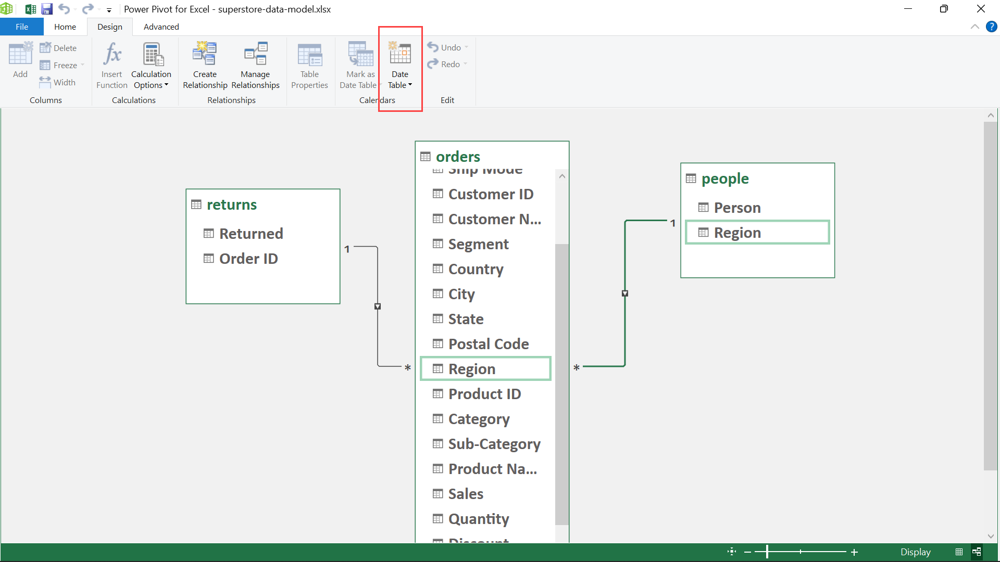 Power Pivot for Excel - superstore-data-model.xlsx
File Home Design Advanced
Add
Delete
Freeze
Width
Columns
Insert
Function
Calculation
Options
Calculations
Create
Relationship
Manage
Relationships
Relationships
Table
Properties
Mark as
Date Table
Date
Table
Calendars
Undo
Redo
Edit
returns
Returned
Order ID
1
*
orders
Ship Mode
Customer ID
Customer N...
Segment
Country
City
State
Postal Code
Region
Product ID
Category
Sub-Category
Product Na...
Sales
Quantity
Discount
*
1
people
Person
Region
Display